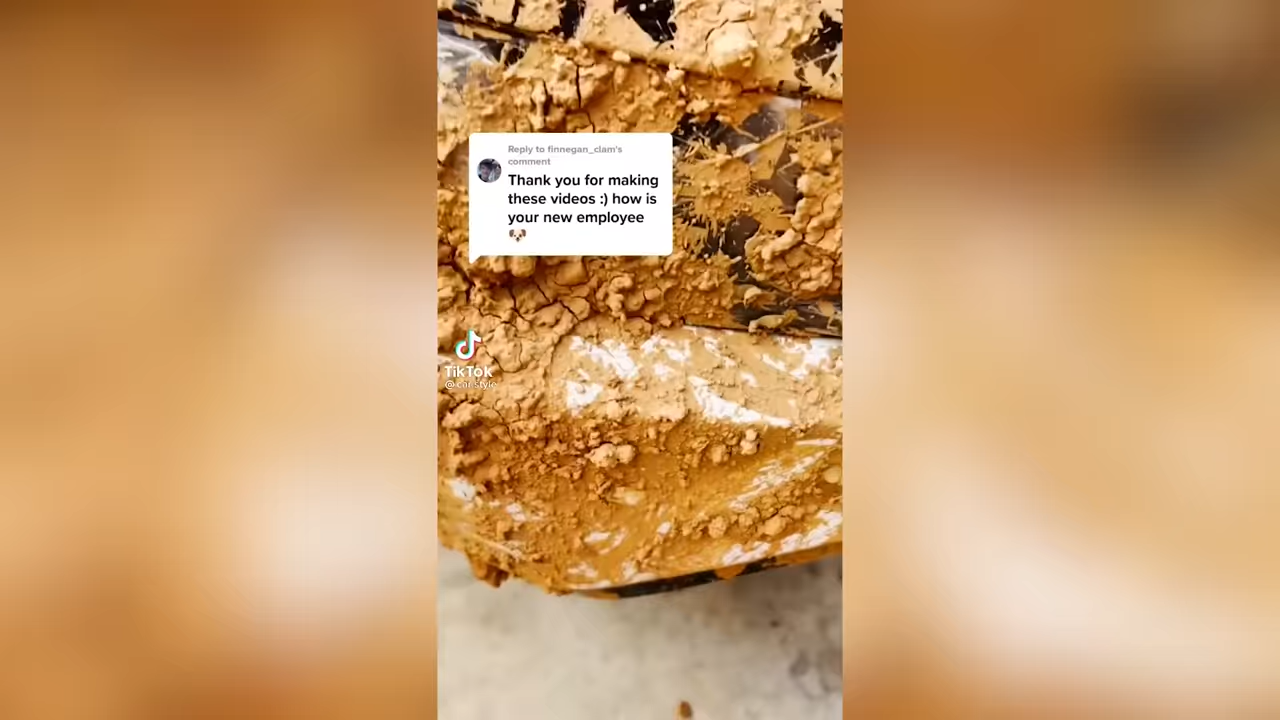 Reply to finnegan_clam's
comment
Thank you for making
these videos :) how is
your new employee
🐶
TikTok